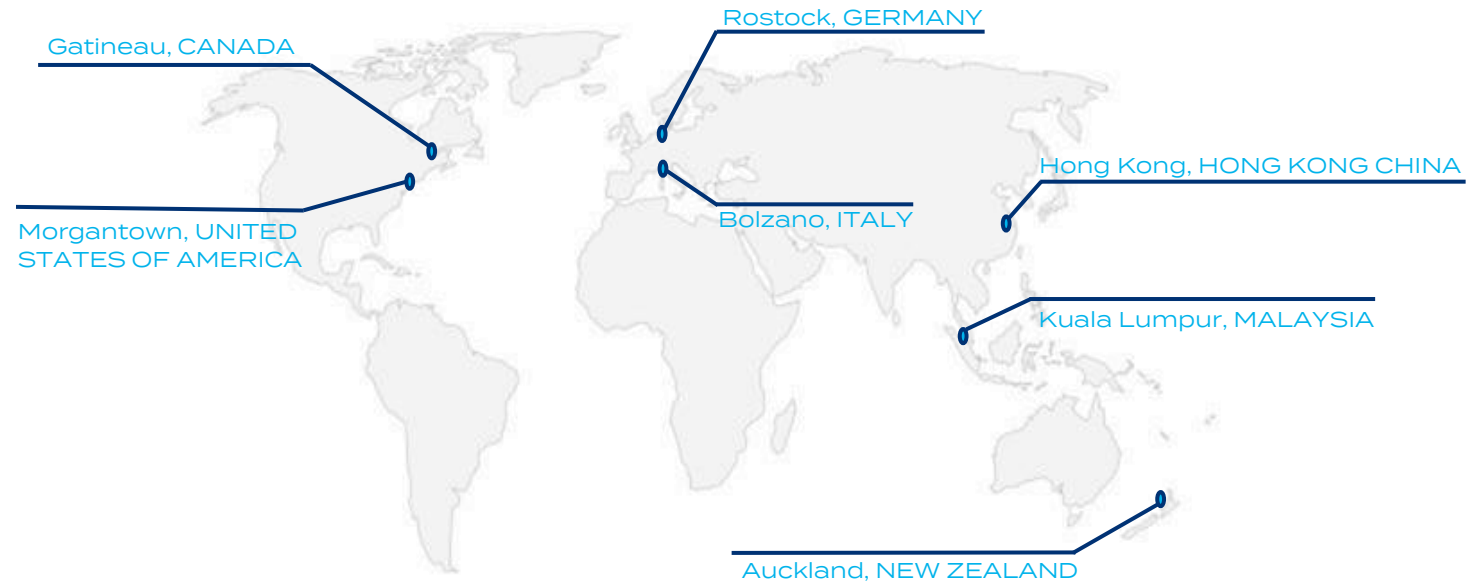 Rostock, GERMANY
Gatineau, CANADA
Hong Kong, HONG KONG CHINA
Bolzano, ITALY
Morgantown, UNITED
STATES OF AMERICA
Kuala Lumpur, MALAYSIA
Auckland, NEW ZEALAND